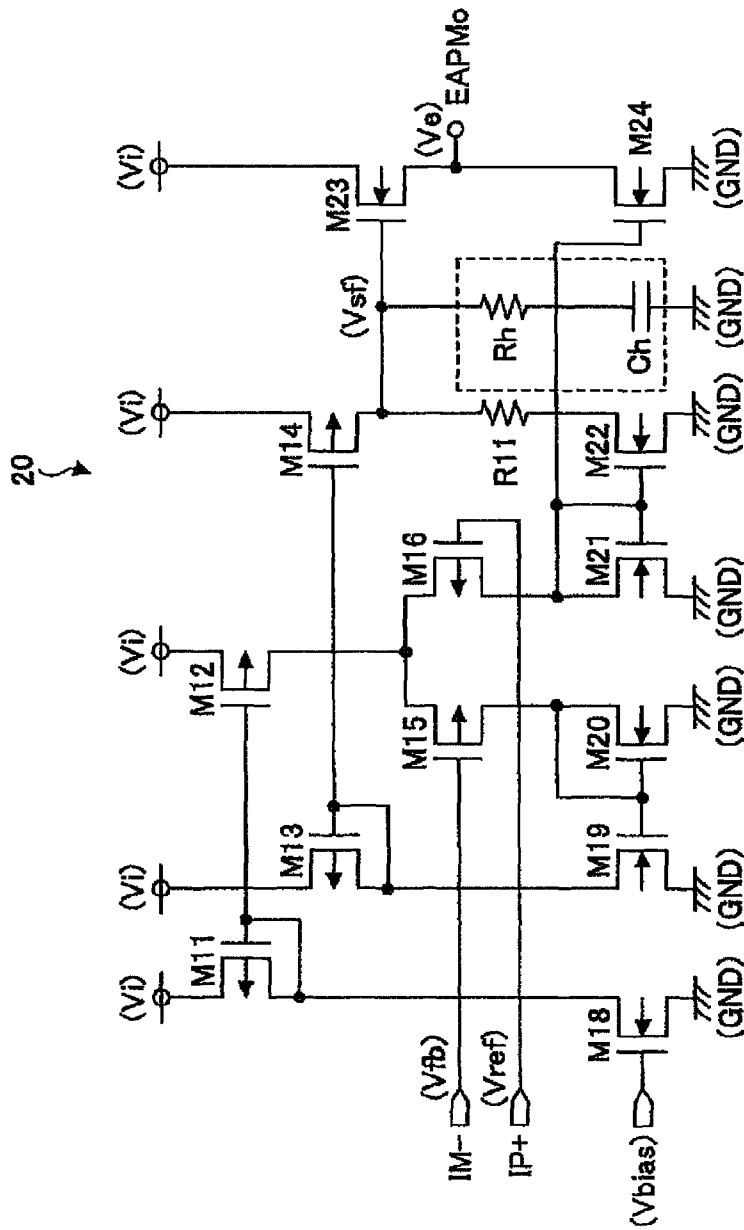 20
(Vi)
(Vi)
(Vi)
(Vi)
(Vi)
M11
M12
M13
M14
(Vsf)
M23
(Ve)
EAPMo
M15
M16
Rh
Ch
R11
(Vfb)
IM-
(Vref)
IP+
M18
M19
M20
M21
M22
M24
(Vbias)
(GND)
(GND)
(GND)
(GND)
(GND)
(GND)
(GND)